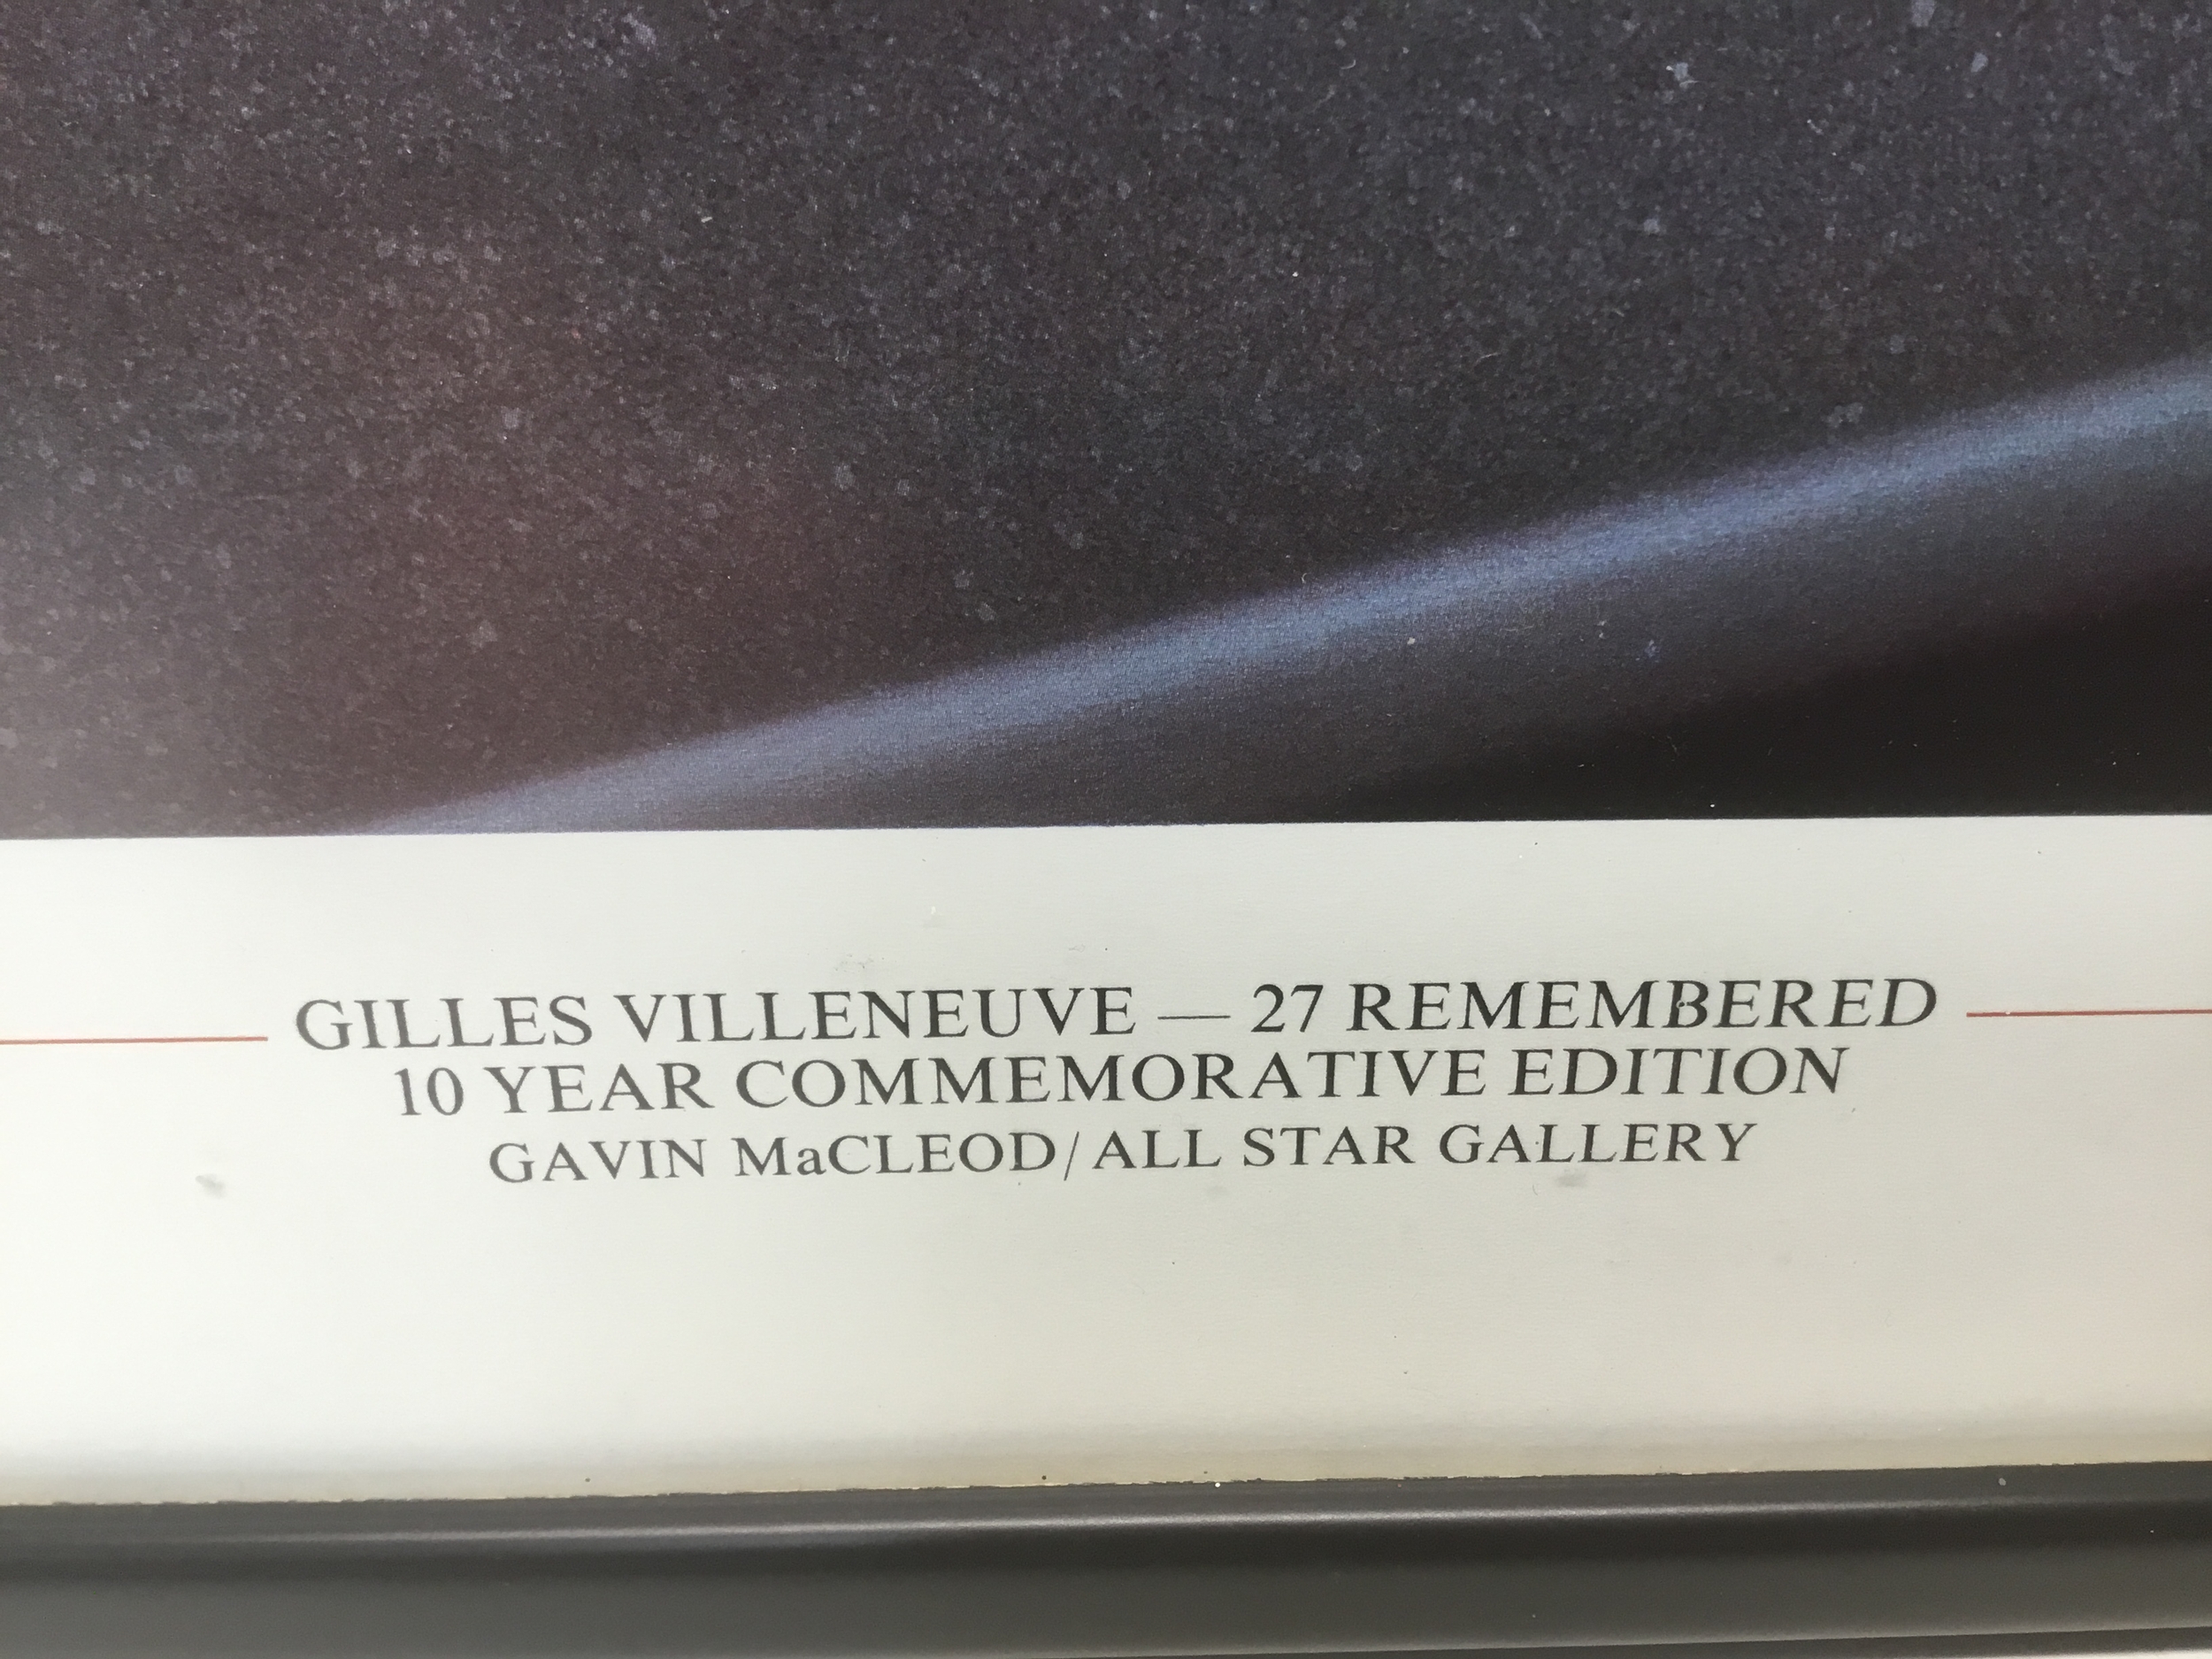 GILLES VILLENEUVE — 27 REMEMBERED
10 YEAR COMMEMORATIVE EDITION
GAVIN MaCLEOD/ALL STAR GALLERY